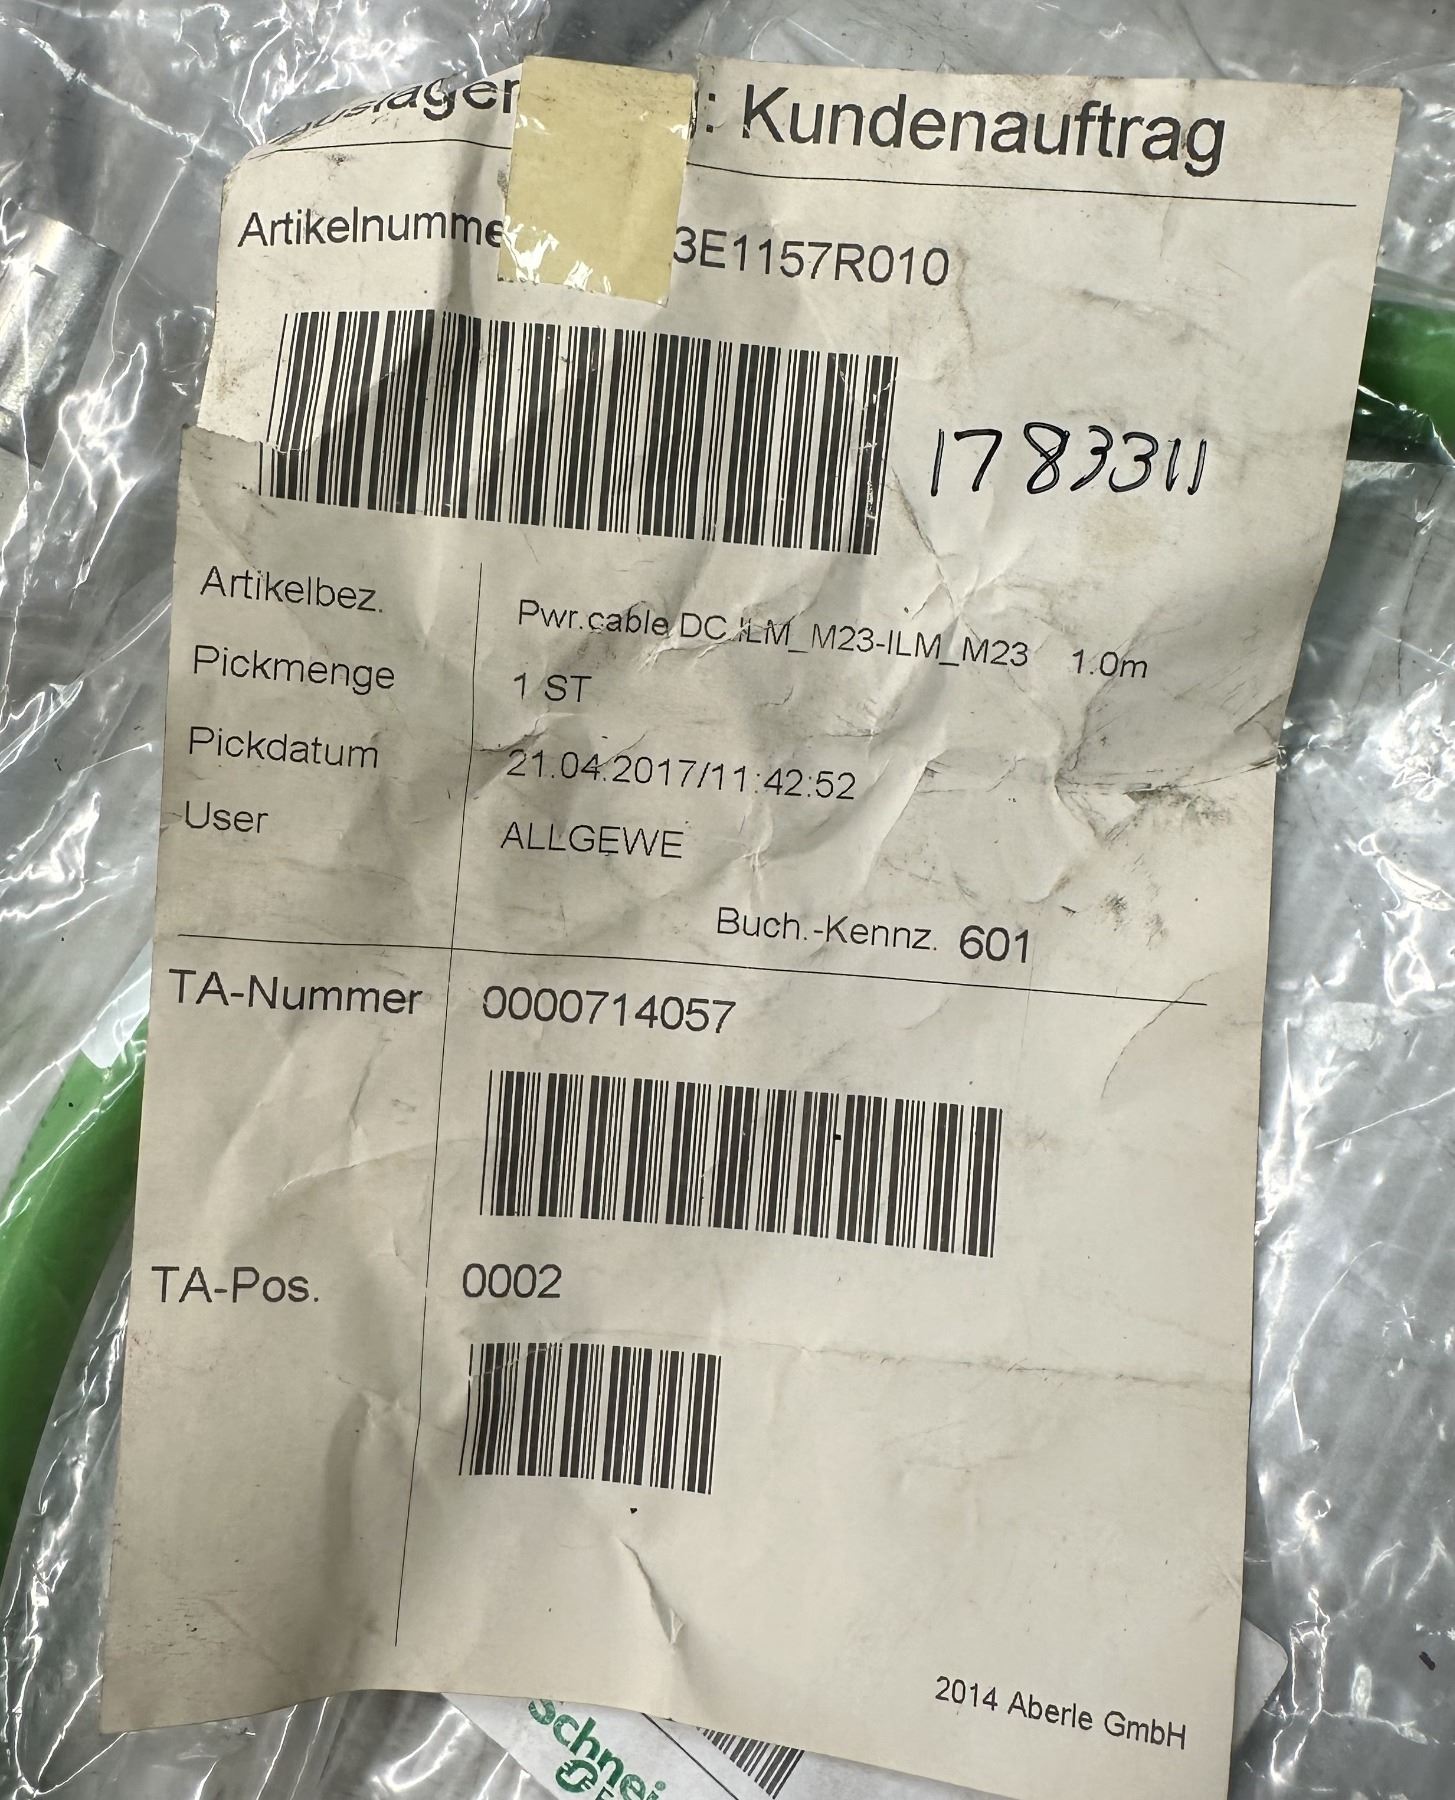 : Kundenauftrag
Artikelnumme 3E1157R010
1783311
Artikelbez. Pwr.cable DC ILM_M23-ILM_M23 1.0m
Pickmenge 1 ST
Pickdatum 21.04.2017/11:42:52
User ALLGEWE
Buch.-Kennz. 601
TA-Nummer 0000714057
TA-Pos. 0002
2014 Aberle GmbH
Schnei